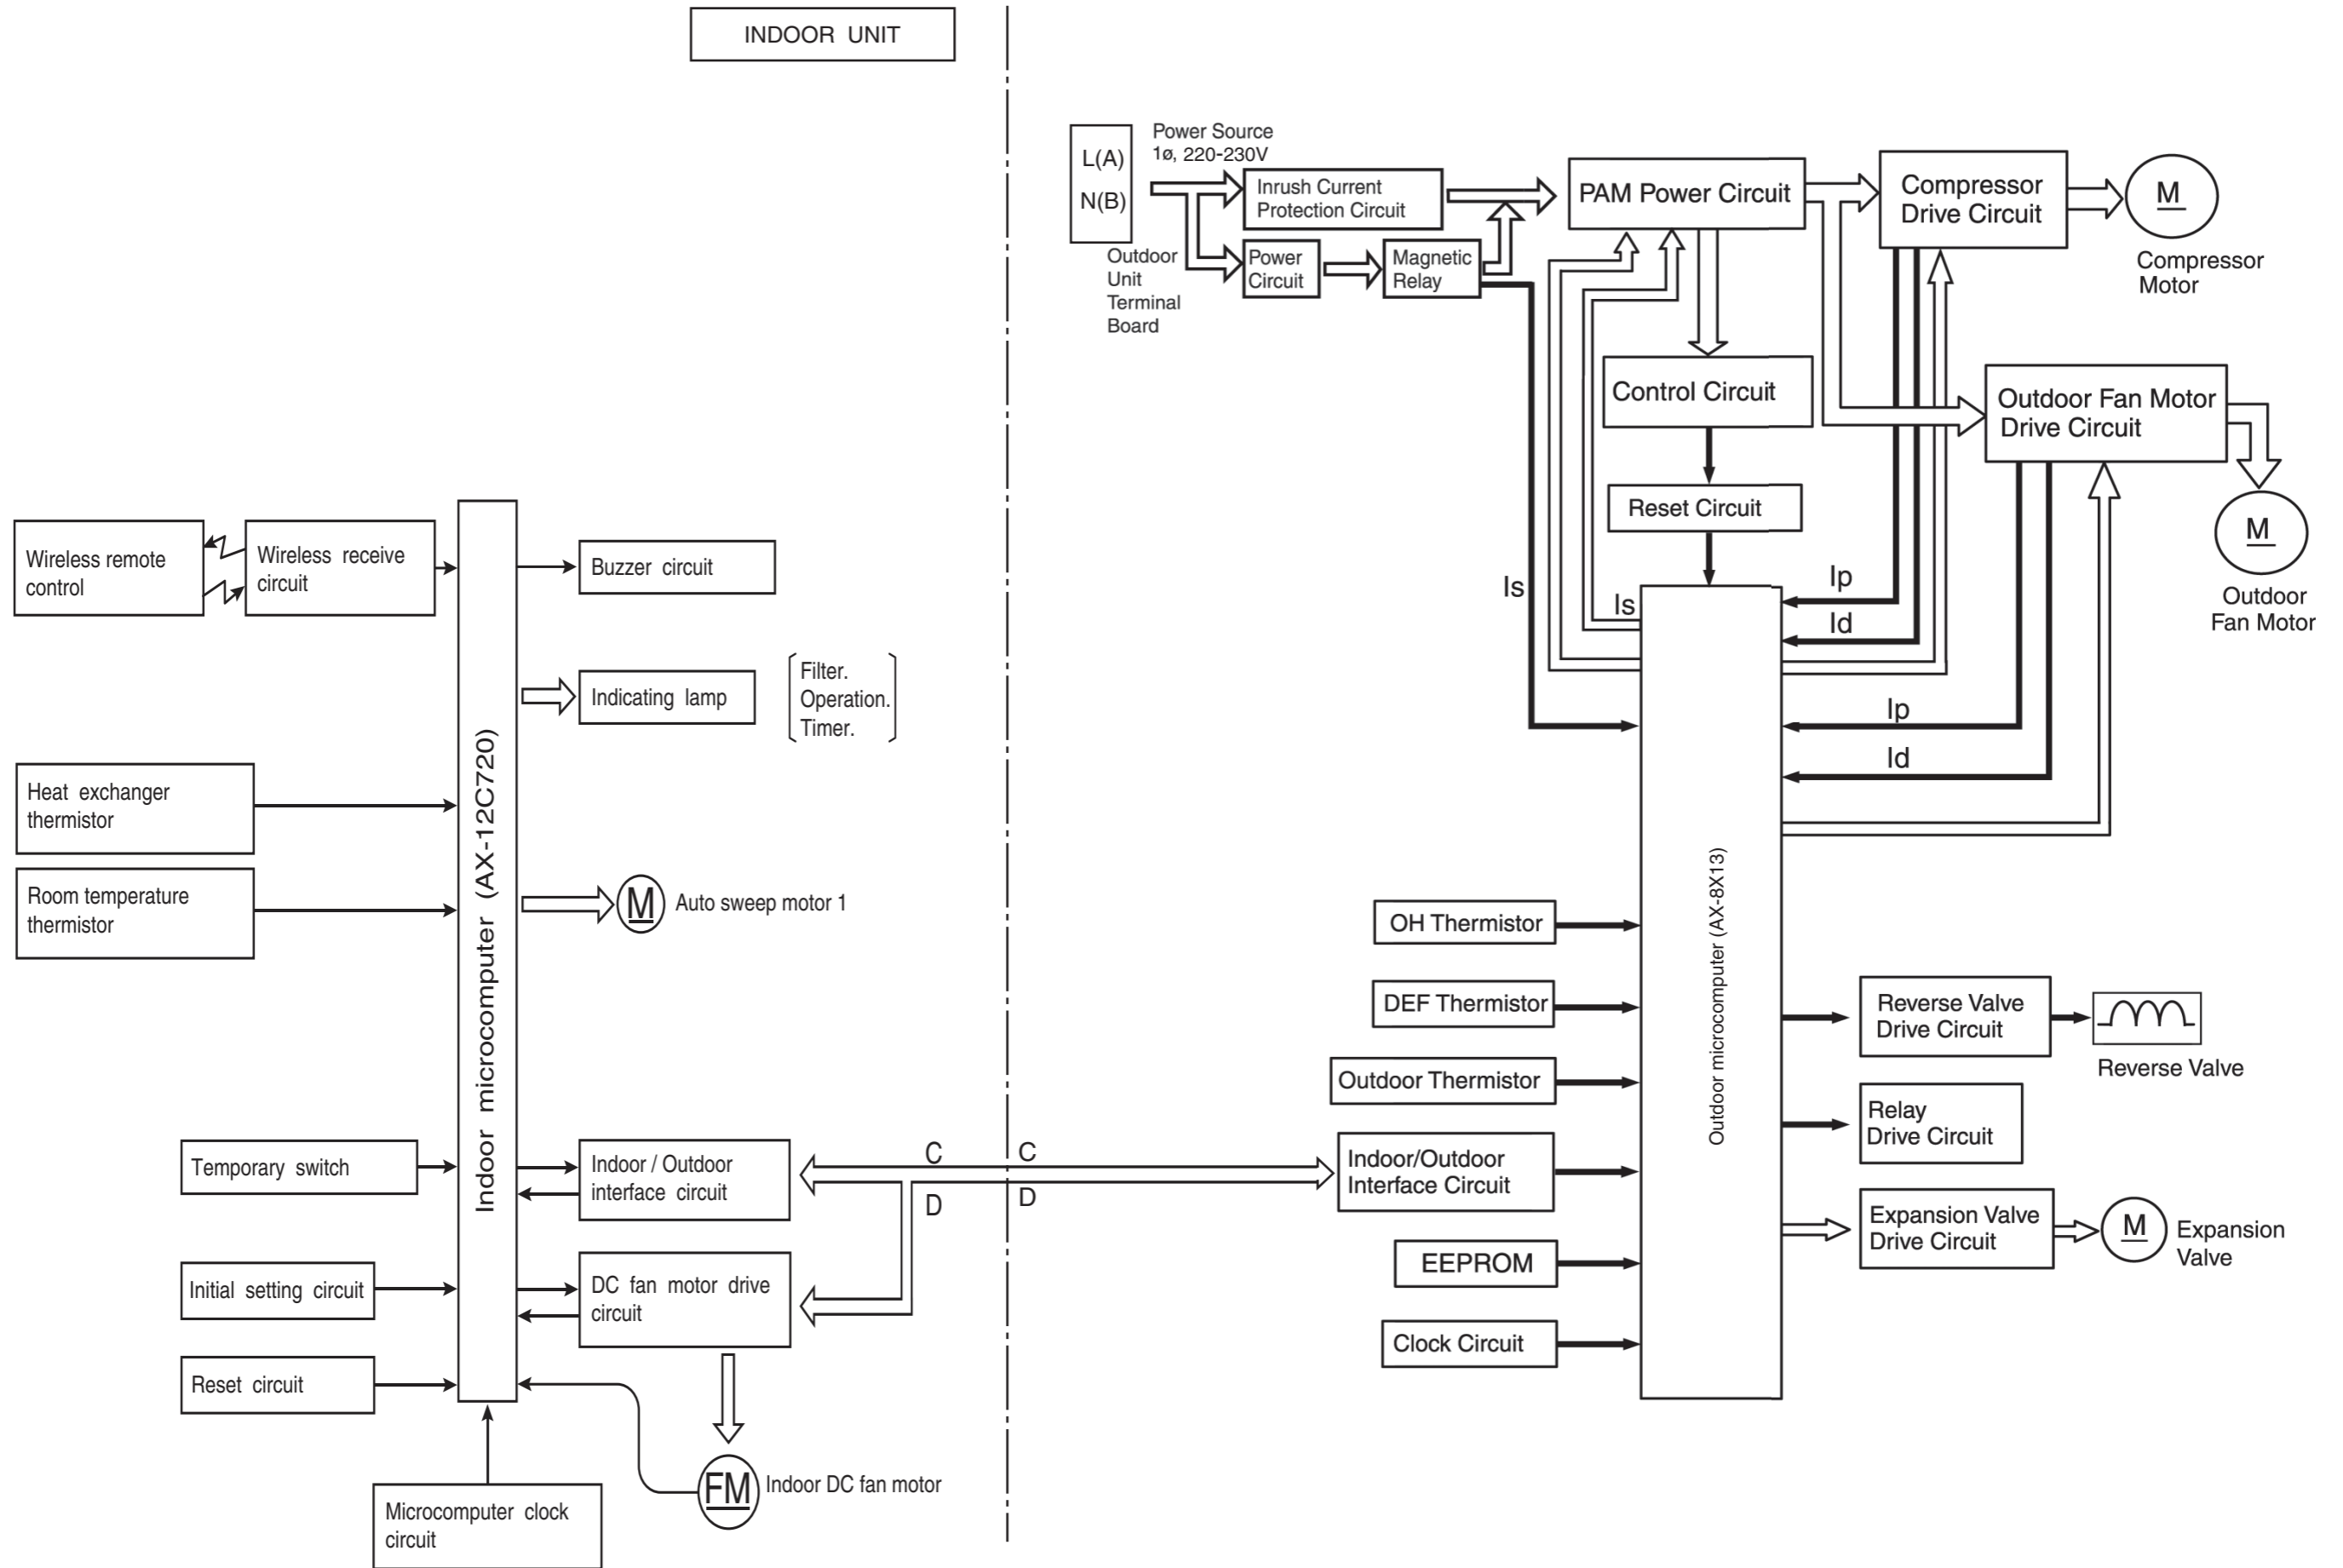 INDOOR UNIT
Wireless remote
control
Wireless receive
circuit
Heat exchanger
thermistor
Room temperature
thermistor
Temporary switch
Initial setting circuit
Reset circuit
Microcomputer clock
circuit
Indoor microcomputer (AX-12C720)
Buzzer circuit
Indicating lamp
Filter.
Operation.
Timer.
M
Auto sweep motor 1
Indoor / Outdoor
interface circuit
DC fan motor drive
circuit
FM
Indoor DC fan motor
C
D
C
D
L(A)
N(B)
Outdoor
Unit
Terminal
Board
Power Source
1ø, 220-230V
Inrush Current
Protection Circuit
Power
Circuit
Magnetic
Relay
PAM Power Circuit
Control Circuit
Reset Circuit
Compressor
Drive Circuit
M
Compressor
Motor
Outdoor Fan Motor
Drive Circuit
M
Outdoor
Fan Motor
Is
Is
Ip
Id
Ip
Id
Outdoor microcomputer (AX-8X13)
OH Thermistor
DEF Thermistor
Outdoor Thermistor
Indoor/Outdoor
Interface Circuit
EEPROM
Clock Circuit
Reverse Valve
Drive Circuit
Reverse Valve
Relay
Drive Circuit
Expansion Valve
Drive Circuit
M
Expansion
Valve